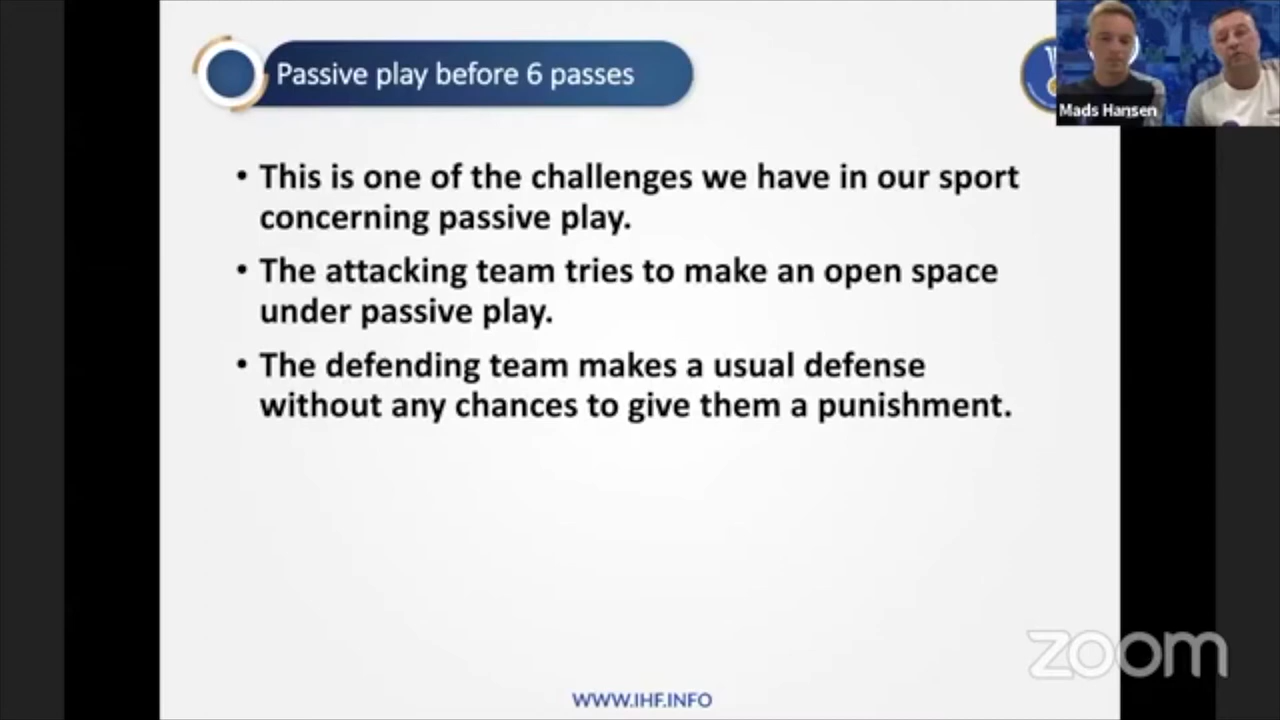 Passive play before 6 passes
Mads Hansen
• This is one of the challenges we have in our sport
concerning passive play.
• The attacking team tries to make an open space
under passive play.
• The defending team makes a usual defense
without any chances to give them a punishment.
zoom
WWW.IHF.INFO